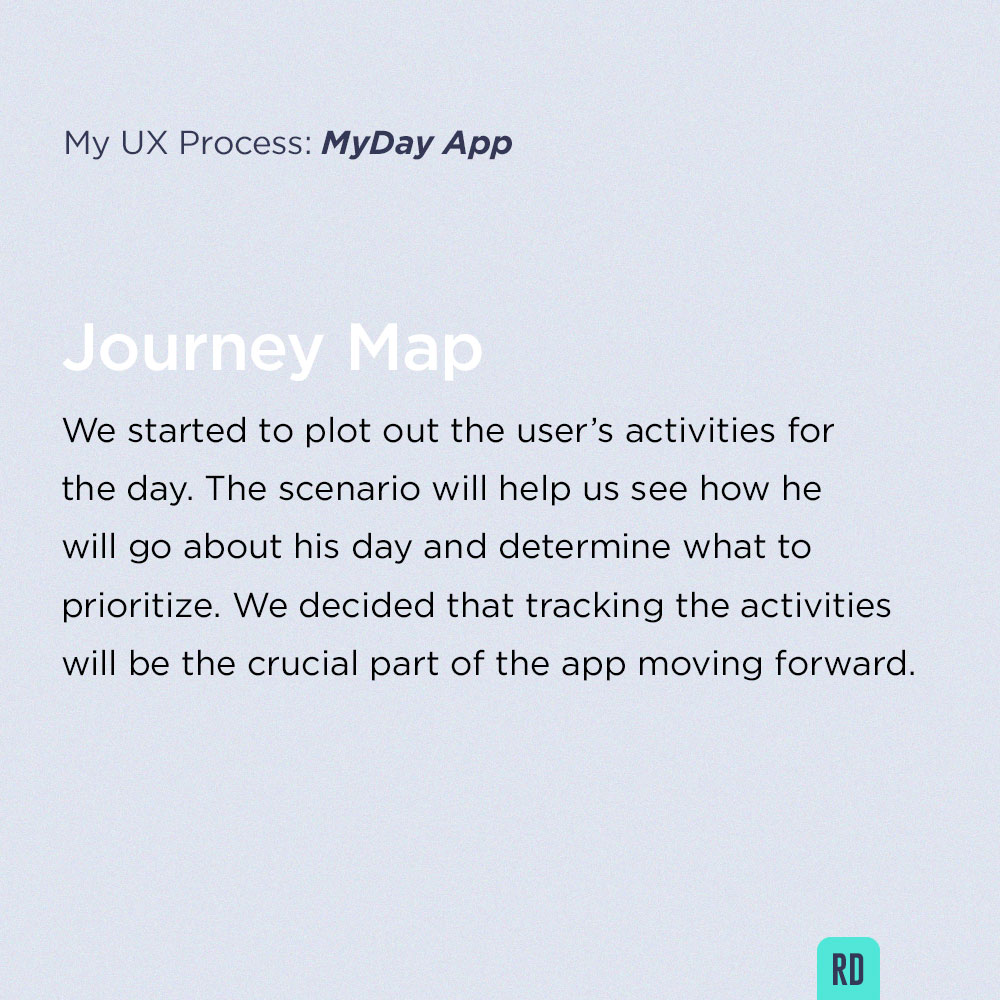 My UX Process: MyDay App
Journey Map
We started to plot out the user’s activities for
the day. The scenario will help us see how he
will go about his day and determine what to
prioritize. We decided that tracking the activities
will be the crucial part of the app moving forward.
RD